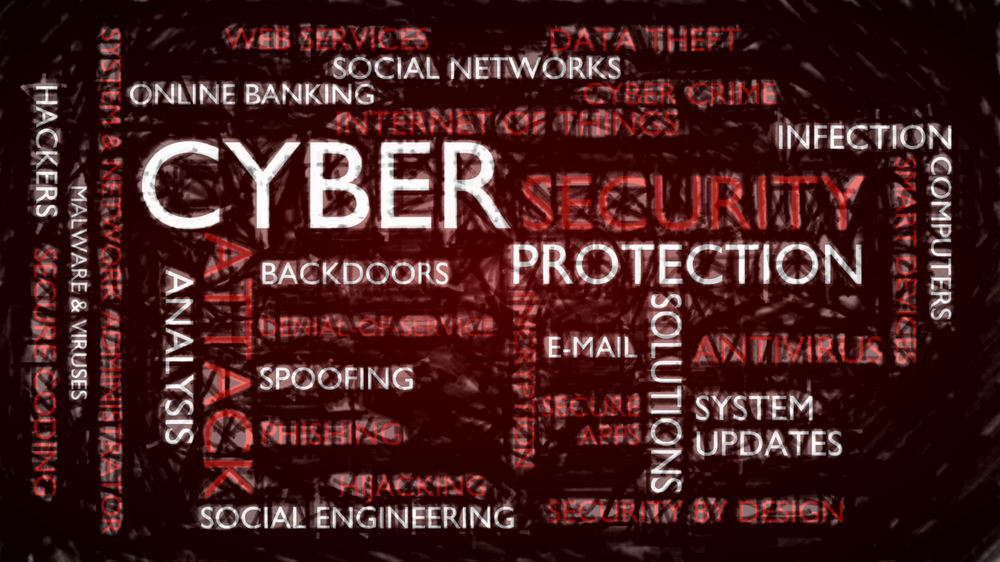 WEB SERVICES
DATA THEFT
SOCIAL NETWORKS
ONLINE BANKING
CYBER CRIME
INTERNET OF THINGS
INFECTION
HACKERS
SYSTEM & NETWORK ADMINISTRATOR
MALWARE & VIRUSES
SECURE CODING
CYBER
SECURITY
SMART DEVICES
COMPUTERS
PROTECTION
ATTACK
ANALYSIS
BACKDOORS
DENIAL-OF-SERVICE
SPOOFING
PHISHING
HIJACKING
SOCIAL ENGINEERING
ENCRYPTION
E-MAIL
SOLUTIONS
ANTIVIRUS
SECURE
APPS
SYSTEM
UPDATES
SECURITY BY DESIGN